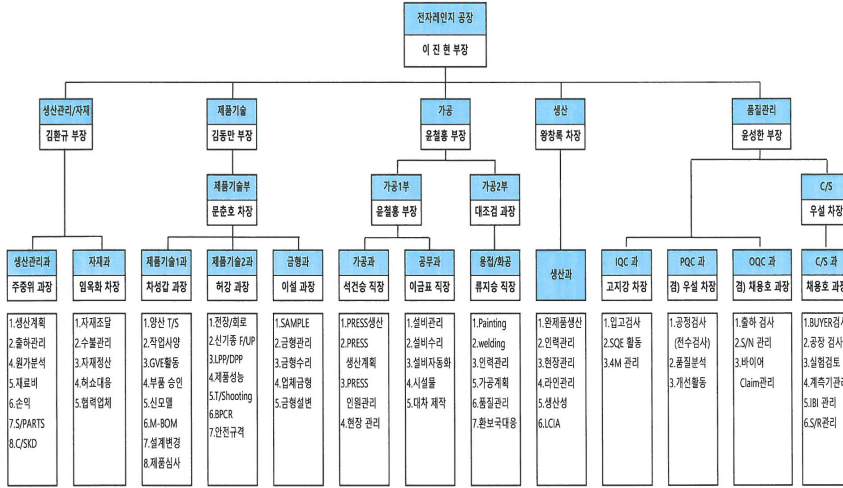 전자레인지 공장
이 진 현 부장
생산관리/자재
김환규 부장
제품기술
김동만 부장
가공
윤철홍 부장
생산
왕창록 차장
품질관리
윤성한 부장
제품기술부
문춘호 차장
가공1부
윤철홍 부장
가공2부
대조검 과장
C/S
우설 차장
생산관리과
주중위 과장
자재과
임옥화 차장
제품기술1과
차성갑 과장
제품기술2과
허강 과장
금형과
이설 과장
가공과
석건승 직장
공무과
이금표 직장
용접/화공
류지승 직장
생산과
IQC 과
고지강 차장
PQC 과
겸) 우설 차장
OQC 과
겸) 채용호 과장
C/S 과
채용호 과장
1.생산계획
2.출하관리
4.원가분석
5.재료비
6.손익
7.S/PARTS
8.C/SKD
1.자재조달
2.수불관리
3.자재정산
4.허쇼대응
5.협력업체
1.양산 T/S
2.작업사양
3.GVE활동
4.부품 승인
5.신모델
6.M-BOM
7.설계변경
8.제품심사
1.전장/회로
2.신기종 F/UP
3.LPP/DPP
4.제품성능
5.T/Shooting
6.BPCR
7.안전규격
1.SAMPLE
2.금형관리
3.금형수리
4.업체금형
5.금형설변
1.PRESS생산
2.PRESS
생산계획
3.PRESS
인원관리
4.현장 관리
1.설비관리
2.설비수리
3.설비자동화
4.시설물
5.대차 제작
1.Painting
2.welding
3.인력관리
5.가공계획
6.품질관리
7.환보국대응
1.완제품생산
2.인력관리
3.현장관리
4.라인관리
5.생산성
6.LCIA
1.입고검사
2.SQE 활동
3.4M 관리
1.공정검사
(전수검사)
2.품질분석
3.개선활동
1.출하 검사
2.S/N 관리
3.바이어
Claim관리
1.BUYER검사
2.공장 검사
3.실험검토
4.계측기관리
5.IBI 관리
6.S/R관리